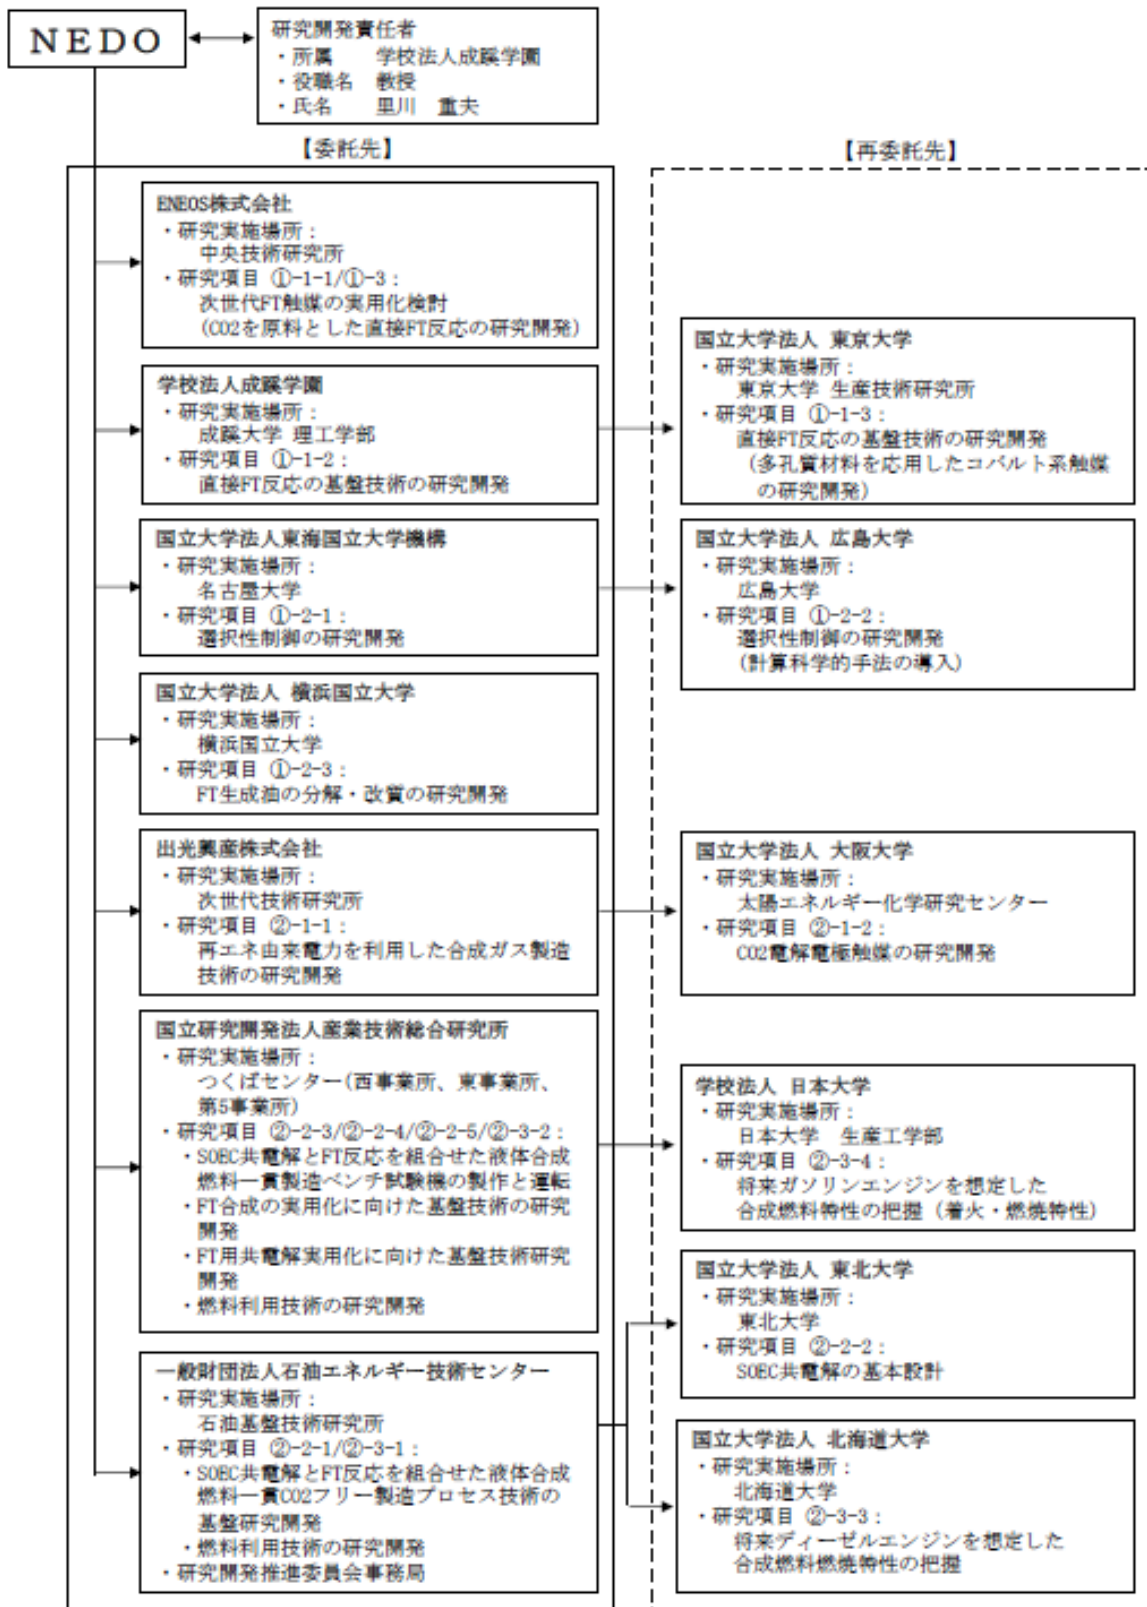 NEDO
研究開発責任者
・所属　　学校法人成蹊学園
・役職名　教授
・氏名　　里川　重夫
【委託先】
ENEOS株式会社
・研究実施場所：
中央技術研究所
・研究項目 ①-1-1/①-3：
次世代FT触媒の実用化検討
(CO2を原料とした直接FT反応の研究開発)
学校法人成蹊学園
・研究実施場所：
成蹊大学 理工学部
・研究項目 ①-1-2：
直接FT反応の基盤技術の研究開発
国立大学法人東海国立大学機構
・研究実施場所：
名古屋大学
・研究項目 ①-2-1：
選択性制御の研究開発
国立大学法人 横浜国立大学
・研究実施場所：
横浜国立大学
・研究項目 ①-2-3：
FT生成油の分解・改質の研究開発
出光興産株式会社
・研究実施場所：
次世代技術研究所
・研究項目 ②-1-1：
再エネ由来電力を利用した合成ガス製造
技術の研究開発
国立研究開発法人産業技術総合研究所
・研究実施場所：
つくばセンター(西事業所、東事業所、
第5事業所)
・研究項目 ②-2-3/②-2-4/②-2-5/②-3-2：
・SOEC共電解とFT反応を組合せた液体合成
燃料一貫製造ベンチ試験機の製作と運転
・FT合成の実用化に向けた基盤技術の研究
開発
・FT用共電解実用化に向けた基盤技術研究
開発
・燃料利用技術の研究開発
一般財団法人石油エネルギー技術センター
・研究実施場所：
石油基盤技術研究所
・研究項目 ②-2-1/②-3-1：
・SOEC共電解とFT反応を組合せた液体合成
燃料一貫CO2フリー製造プロセス技術の
基盤研究開発
・燃料利用技術の研究開発
・研究開発推進委員会事務局
【再委託先】
国立大学法人 東京大学
・研究実施場所：
東京大学 生産技術研究所
・研究項目 ①-1-3：
直接FT反応の基盤技術の研究開発
(多孔質材料を応用したコバルト系触媒
の研究開発)
国立大学法人 広島大学
・研究実施場所：
広島大学
・研究項目 ①-2-2：
選択性制御の研究開発
(計算科学的手法の導入)
国立大学法人 大阪大学
・研究実施場所：
太陽エネルギー化学研究センター
・研究項目 ②-1-2：
CO2電解電極触媒の研究開発
学校法人 日本大学
・研究実施場所：
日本大学　生産工学部
・研究項目 ②-3-4：
将来ガソリンエンジンを想定した
合成燃料特性の把握 (着火・燃焼特性)
国立大学法人 東北大学
・研究実施場所：
東北大学
・研究項目 ②-2-2：
SOEC共電解の基本設計
国立大学法人 北海道大学
・研究実施場所：
北海道大学
・研究項目 ②-3-3：
将来ディーゼルエンジンを想定した
合成燃料燃焼特性の把握